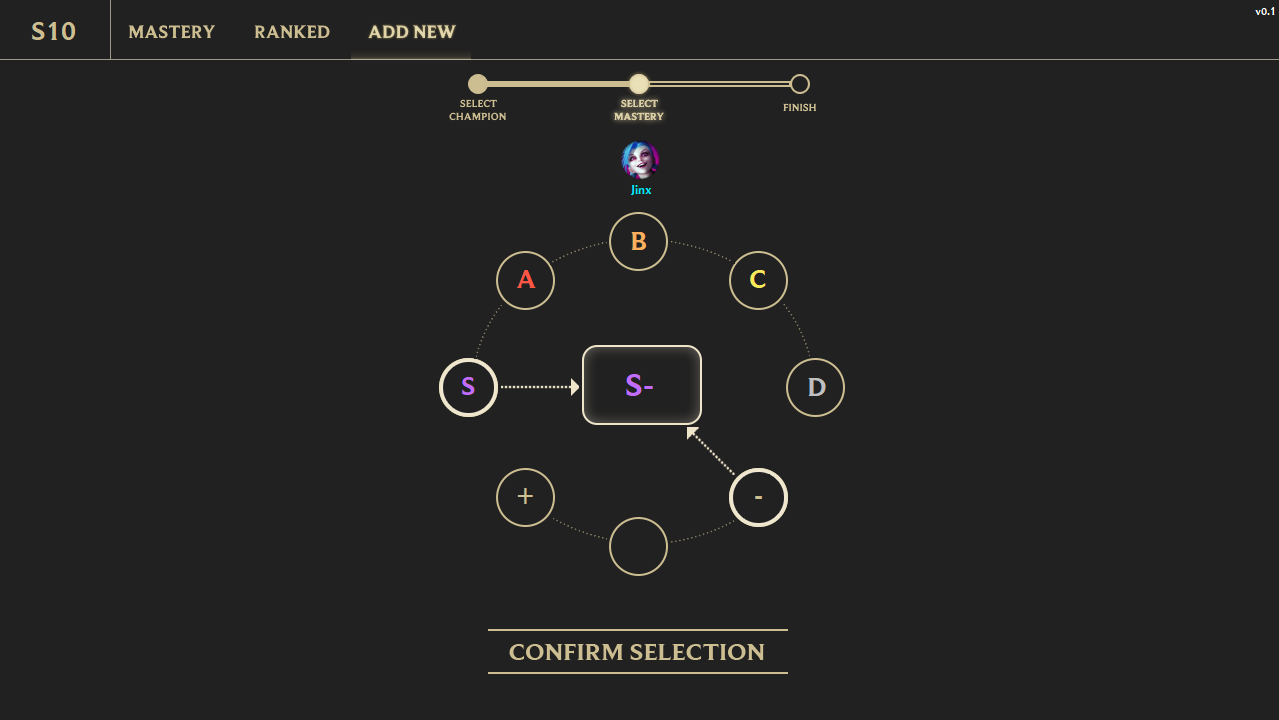 v0.1
S10
MASTERY
RANKED
ADD NEW
SELECT
CHAMPION
SELECT
MASTERY
FINISH
Jinx
B
A
C
S
S-
D
+
-
CONFIRM SELECTION